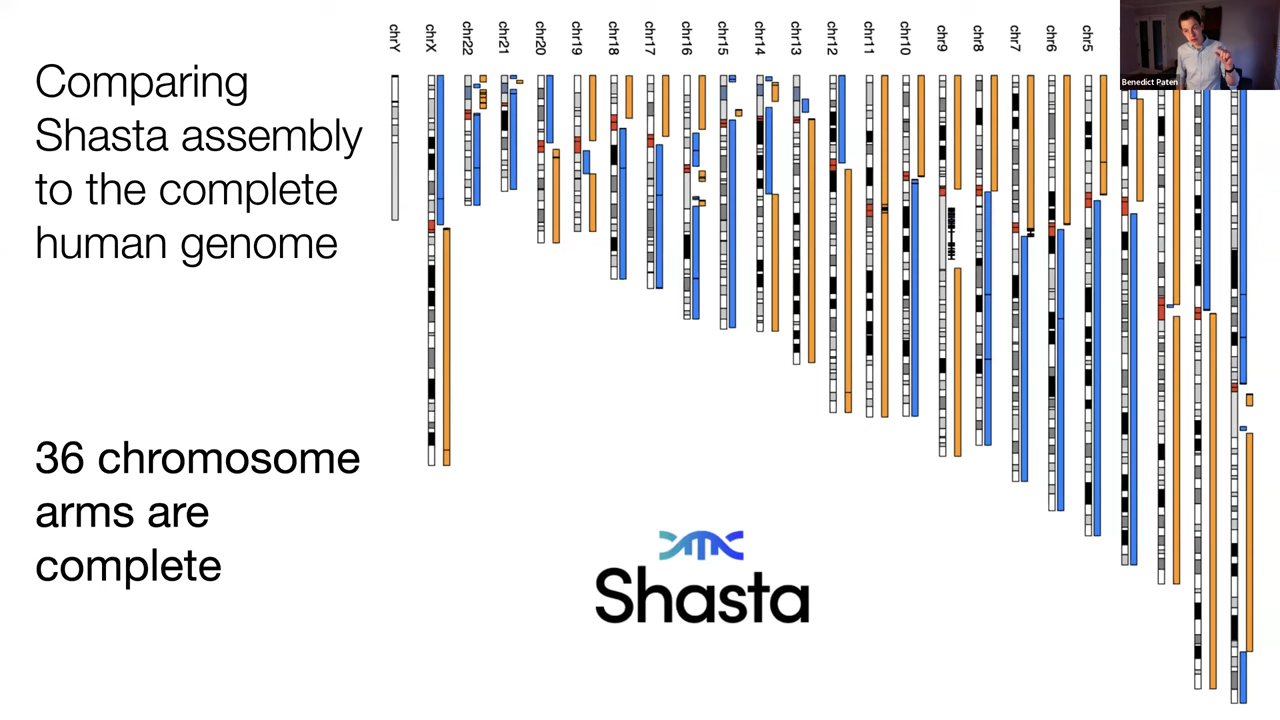 Comparing
Shasta assembly
to the complete
human genome
36 chromosome
arms are
complete
chrY
chrX
chr22
chr21
chr20
chr19
chr18
chr17
chr16
chr15
chr14
chr13
chr12
chr11
chr10
chr9
chr8
chr7
chr6
chr5
Benedict Paten
Shasta